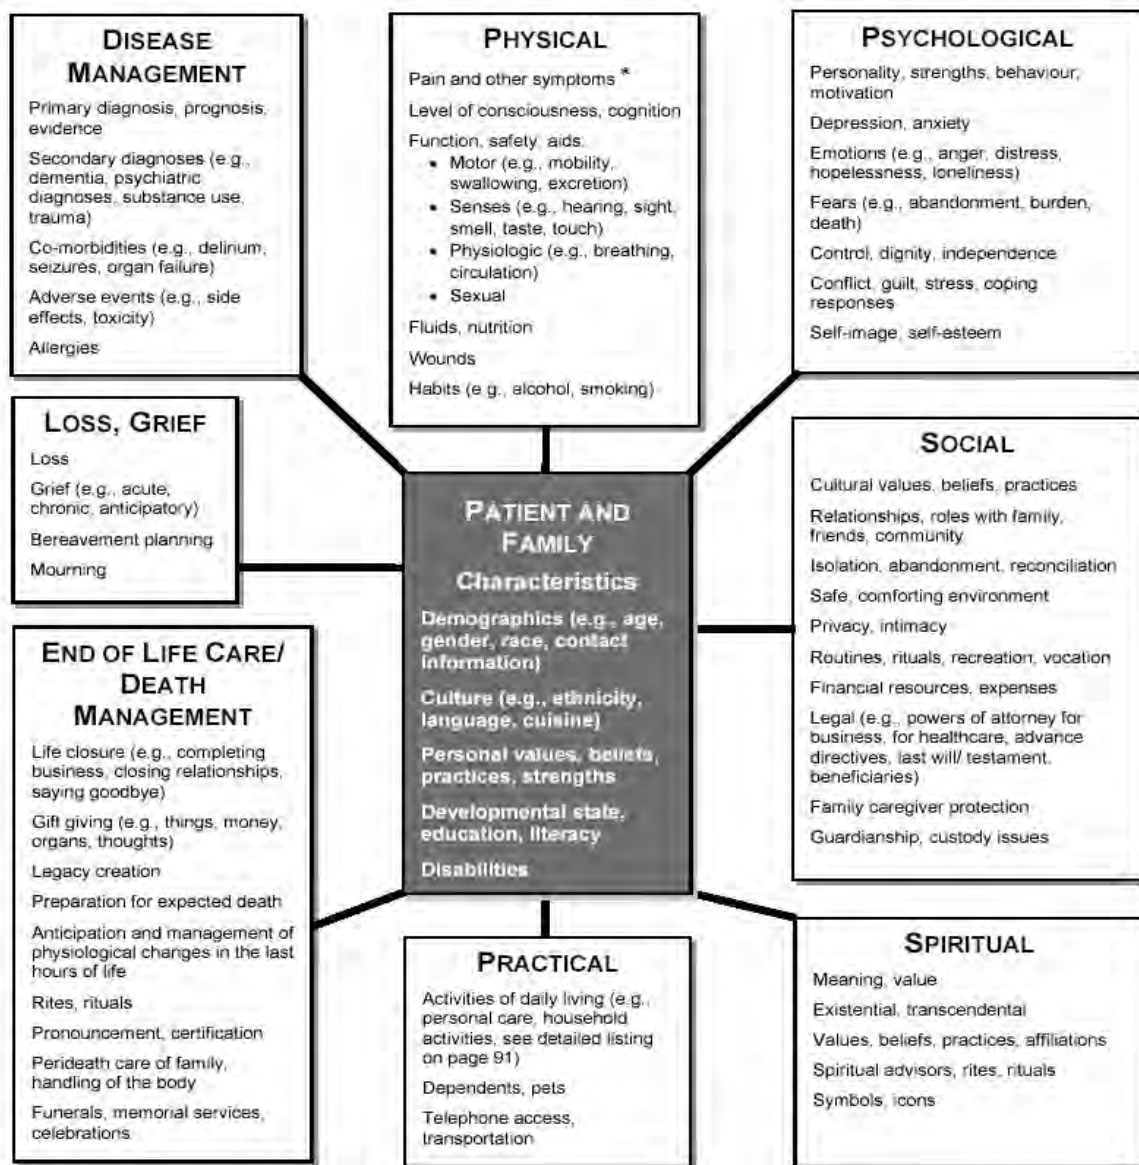 DISEASE
MANAGEMENT
Primary diagnosis, prognosis,
evidence
Secondary diagnoses (e.g.,
dementia, psychiatric
diagnoses, substance use,
trauma)
Co-morbidities (e.g., delirium,
seizures, organ failure)
Adverse events (e.g., side
effects, toxicity)
Allergies
PHYSICAL
Pain and other symptoms *
Level of consciousness, cognition
Function, safety, aids:
• Motor (e.g., mobility,
swallowing, excretion)
• Senses (e.g., hearing, sight,
smell, taste, touch)
• Physiologic (e.g., breathing,
circulation)
• Sexual
Fluids, nutrition
Wounds
Habits (e.g., alcohol, smoking)
PSYCHOLOGICAL
Personality, strengths, behaviour,
motivation
Depression, anxiety
Emotions (e.g., anger, distress,
hopelessness, loneliness)
Fears (e.g., abandonment, burden,
death)
Control, dignity, independence
Conflict, guilt, stress, coping
responses
Self-image, self-esteem
LOSS, GRIEF
Loss
Grief (e.g., acute,
chronic, anticipatory)
Bereavement planning
Mourning
PATIENT AND
FAMILY
Characteristics
Demographics (e.g., age,
gender, race, contact
information)
Culture (e.g., ethnicity,
language, cuisine)
Personal values, beliefs,
practices, strengths
Developmental state,
education, literacy
Disabilities
SOCIAL
Cultural values, beliefs, practices
Relationships, roles with family,
friends, community
Isolation, abandonment, reconciliation
Safe, comforting environment
Privacy, intimacy
Routines, rituals, recreation, vocation
Financial resources, expenses
Legal (e.g., powers of attorney for
business, for healthcare, advance
directives, last will/ testament,
beneficiaries)
Family caregiver protection
Guardianship, custody issues
END OF LIFE CARE/
DEATH
MANAGEMENT
Life closure (e.g., completing
business, closing relationships,
saying goodbye)
Gift giving (e.g., things, money,
organs, thoughts)
Legacy creation
Preparation for expected death
Anticipation and management of
physiological changes in the last
hours of life
Rites, rituals
Pronouncement, certification
Perideath care of family,
handling of the body
Funerals, memorial services,
celebrations
PRACTICAL
Activities of daily living (e.g.,
personal care, household
activities, see detailed listing
on page 91)
Dependents, pets
Telephone access,
transportation
SPIRITUAL
Meaning, value
Existential, transcendental
Values, beliefs, practices, affiliations
Spiritual advisors, rites, rituals
Symbols, icons